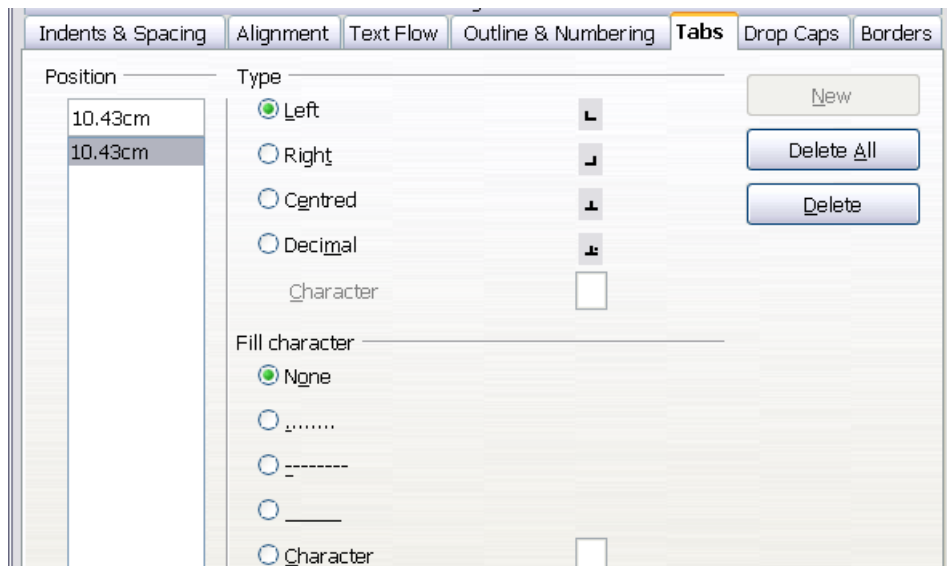 Indents & Spacing Alignment Text Flow Outline & Numbering Tabs Drop Caps Borders
Position
10.43cm
10.43cm
Type
Left
Right
Centred
Decimal
Character
Fill character
None
........
--------
______
Character
New
Delete All
Delete